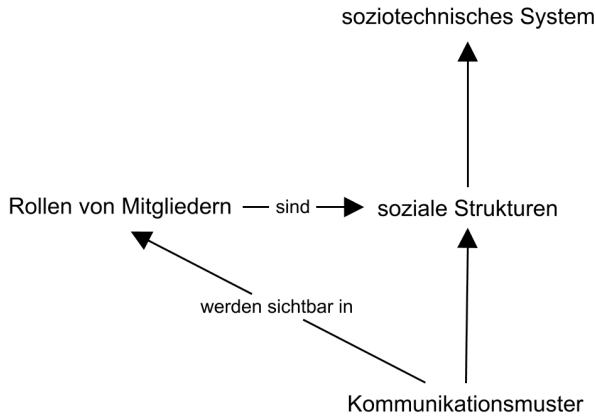 soziotechnisches System
Rollen von Mitgliedern
sind
soziale Strukturen
werden sichtbar in
Kommunikationsmuster